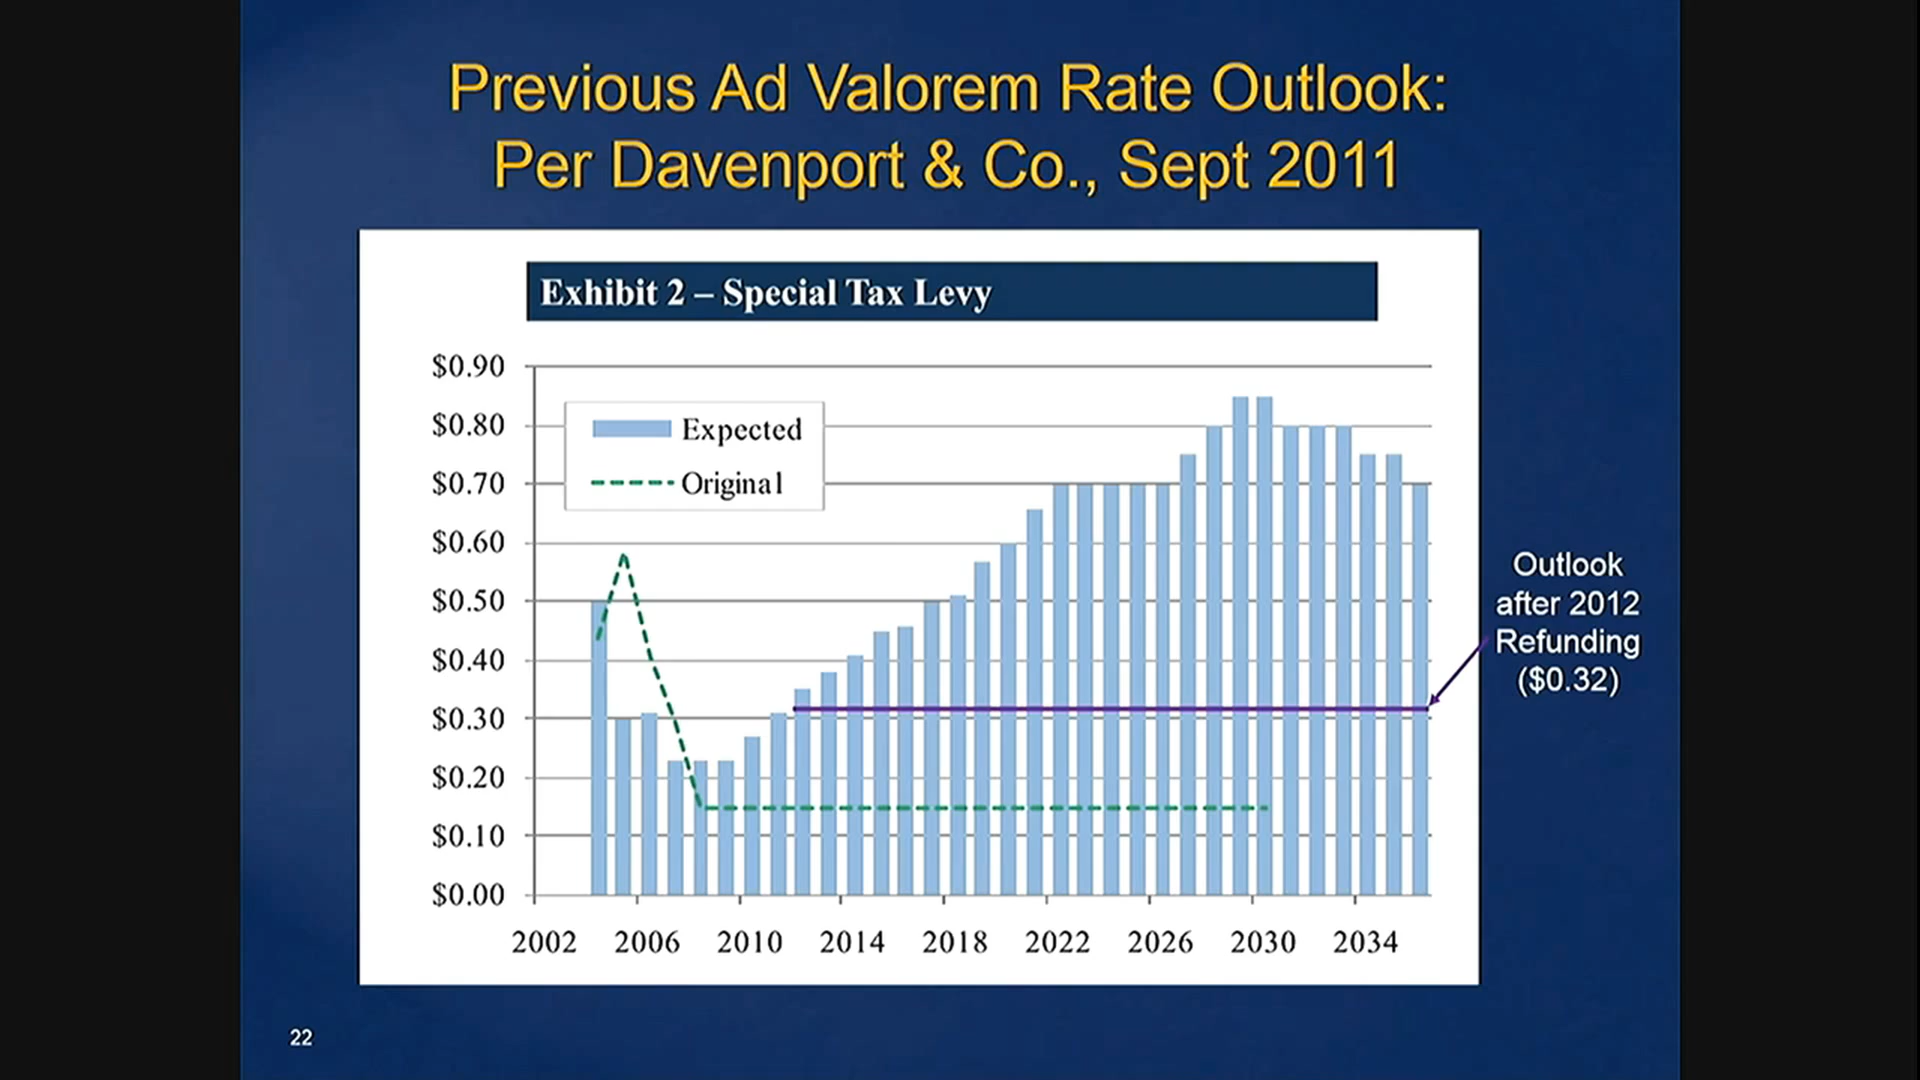 Previous Ad Valorem Rate Outlook:
Per Davenport & Co., Sept 2011
Exhibit 2 – Special Tax Levy
$0.90
$0.80
$0.70
$0.60
$0.50
$0.40
$0.30
$0.20
$0.10
$0.00
Expected
Original
2002 2006 2010 2014 2018 2022 2026 2030 2034
Outlook
after 2012
Refunding
($0.32)
22